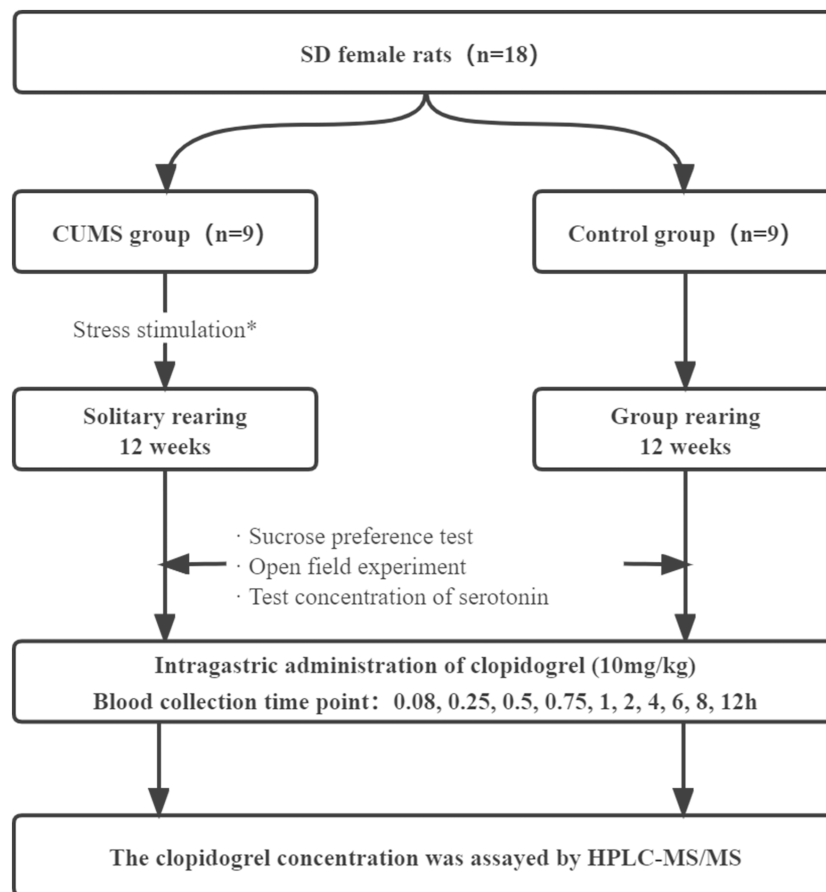 SD female rats（n=18）
CUMS group（n=9）
Control group（n=9）
Stress stimulation*
Solitary rearing
12 weeks
Group rearing
12 weeks
· Sucrose preference test
· Open field experiment
· Test concentration of serotonin
Intragastric administration of clopidogrel (10mg/kg)
Blood collection time point：0.08, 0.25, 0.5, 0.75, 1, 2, 4, 6, 8, 12h
The clopidogrel concentration was assayed by HPLC-MS/MS